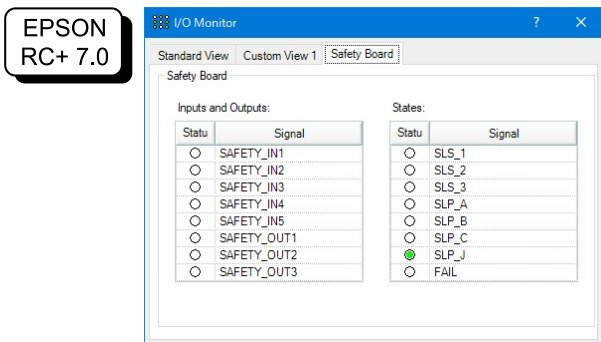 EPSON
RC+ 7.0
I/O Monitor
Standard View Custom View 1 Safety Board
Safety Board
Inputs and Outputs: States:
Statu Signal Statu Signal
SAFETY_IN1 SLS_1
SAFETY_IN2 SLS_2
SAFETY_IN3 SLS_3
SAFETY_IN4 SLP_A
SAFETY_IN5 SLP_B
SAFETY_OUT1 SLP_C
SAFETY_OUT2 SLP_J
SAFETY_OUT3 FAIL